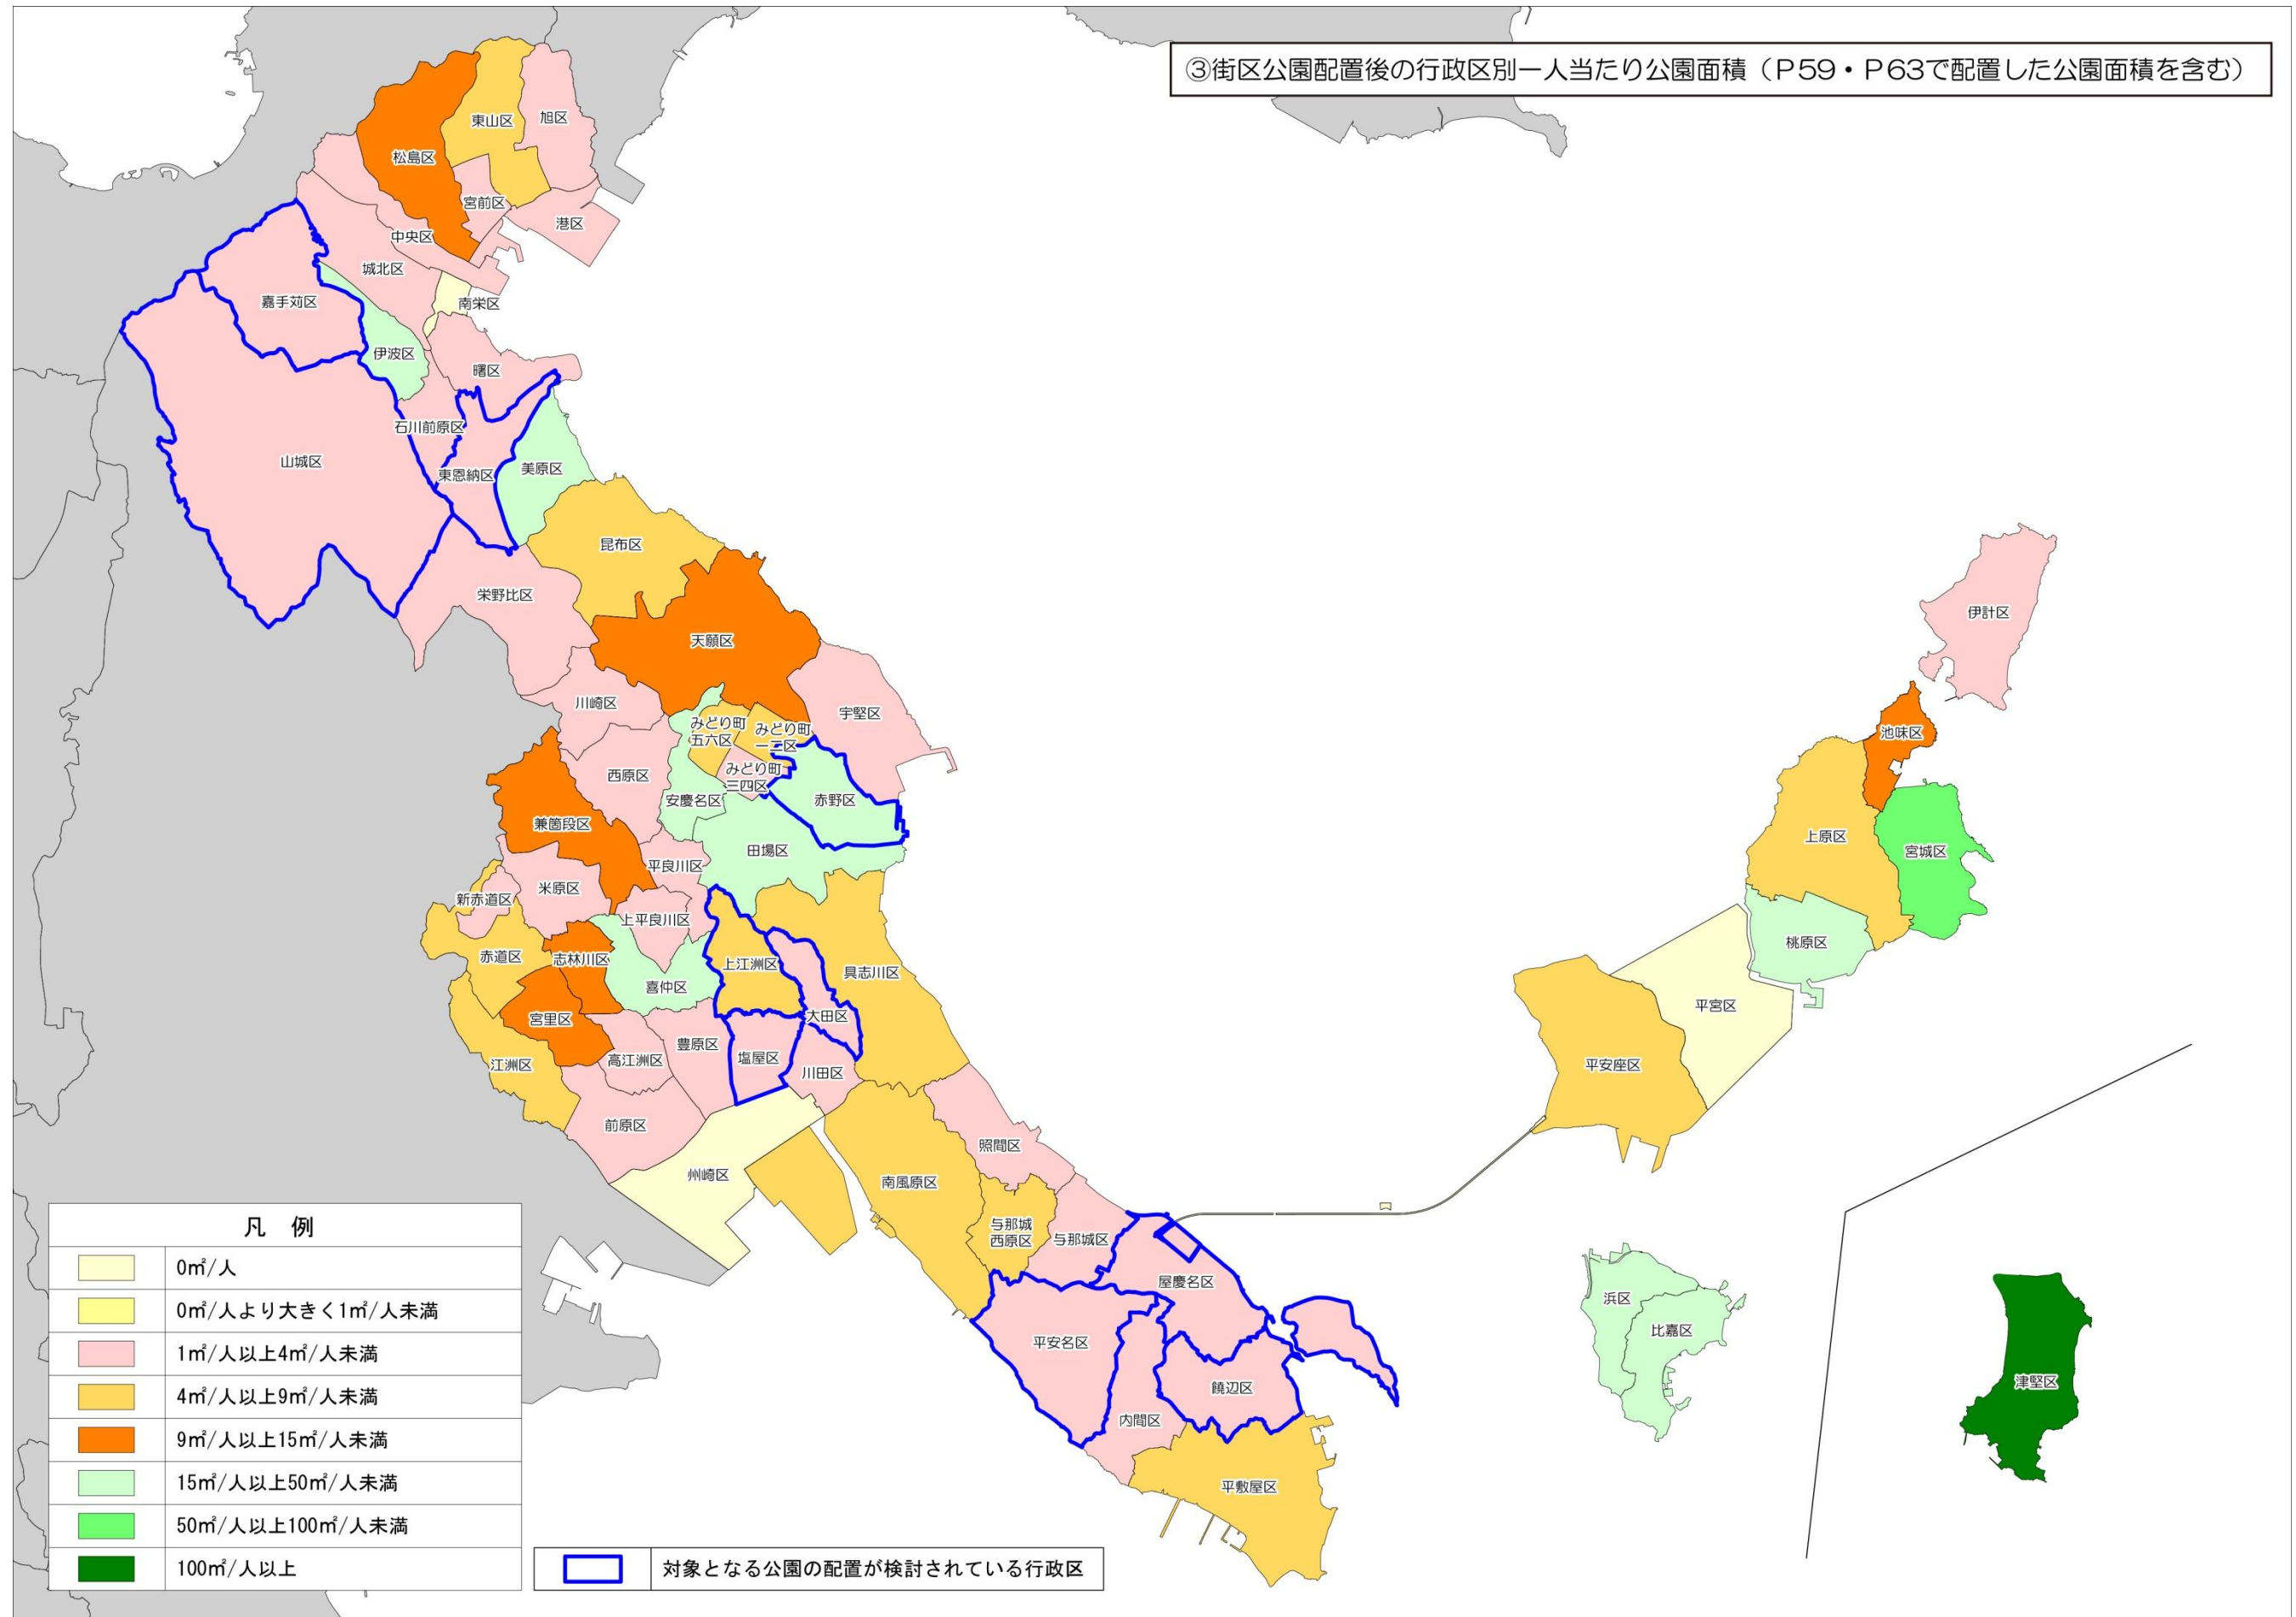 ③街区公園配置後の行政区別一人当たり公園面積（P59・P63で配置した公園面積を含む）
東山区
旭区
松島区
宮前区
港区
中央区
城北区
嘉手苅区
南栄区
伊波区
曙区
石川前原区
山城区
東恩納区
美原区
昆布区
栄野比区
伊計区
天願区
川崎区
宇堅区
みどり町
五六区
みどり町
一二区
池味区
西原区
みどり町
三四区
安慶名区
赤野区
兼箇段区
上原区
田場区
宮城区
平良川区
米原区
新赤道区
上平良川区
桃原区
赤道区
志林川区
上江洲区
具志川区
喜仲区
平宮区
宮里区
大田区
豊原区
高江洲区
塩屋区
江洲区
川田区
平安座区
前原区
照間区
州崎区
南風原区
与那城
西原区
与那城区
屋慶名区
浜区
比嘉区
平安名区
津堅区
饒辺区
内間区
平敷屋区
凡 例
0㎡/人
0㎡/人より大きく1㎡/人未満
1㎡/人以上4㎡/人未満
4㎡/人以上9㎡/人未満
9㎡/人以上15㎡/人未満
15㎡/人以上50㎡/人未満
50㎡/人以上100㎡/人未満
100㎡/人以上
対象となる公園の配置が検討されている行政区